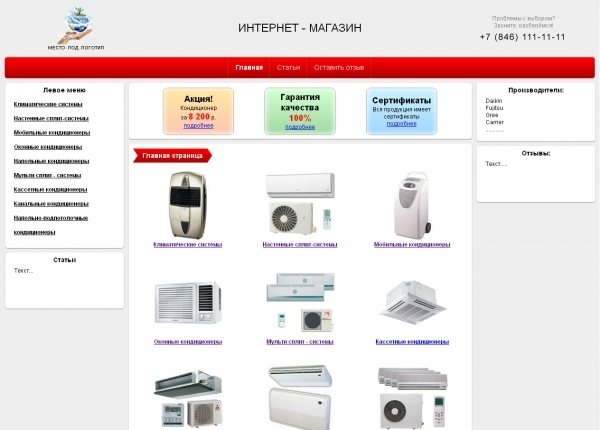 МЕСТО ПОД ЛОГОТИП
ИНТЕРНЕТ - МАГАЗИН
Проблемы с выбором?
Звоните, разберёмся!
+7 (846) 111-11-11
Главная
Статьи
Оставить отзыв
Левое меню
Климатические системы
Настенные сплит-системы
Мобильные кондиционеры
Оконные кондиционеры
Напольные кондиционеры
Мульти сплит - системы
Кассетные кондиционеры
Канальные кондиционеры
Напельно-подпотолочные
кондиционеры
Статьи
Текст...
Акция!
Кондиционер
за 8 200 р.
подробнее
Гарантия
качества
100%
подробнее
Сертификаты
Вся продукция имеет
сертификаты
подробнее
Главная страница
Климатические системы
Настенные сплит-системы
Мобильные кондиционеры
Оконные кондиционеры
Мульти сплит - системы
Кассетные кондиционеры
Производители:
Daikin
Fujitsu
Gree
Carrier
............
Отзывы:
Текст.....